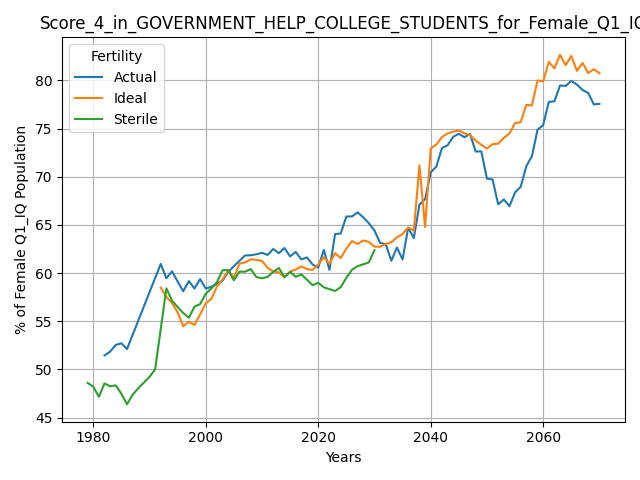 Score_4_in_GOVERNMENT_HELP_COLLEGE_STUDENTS_for_Female_Q1_IQ
Fertility
Actual
Ideal
Sterile
% of Female Q1_IQ Population
80
75
70
65
60
55
50
45
1980 2000 2020 2040 2060
Years